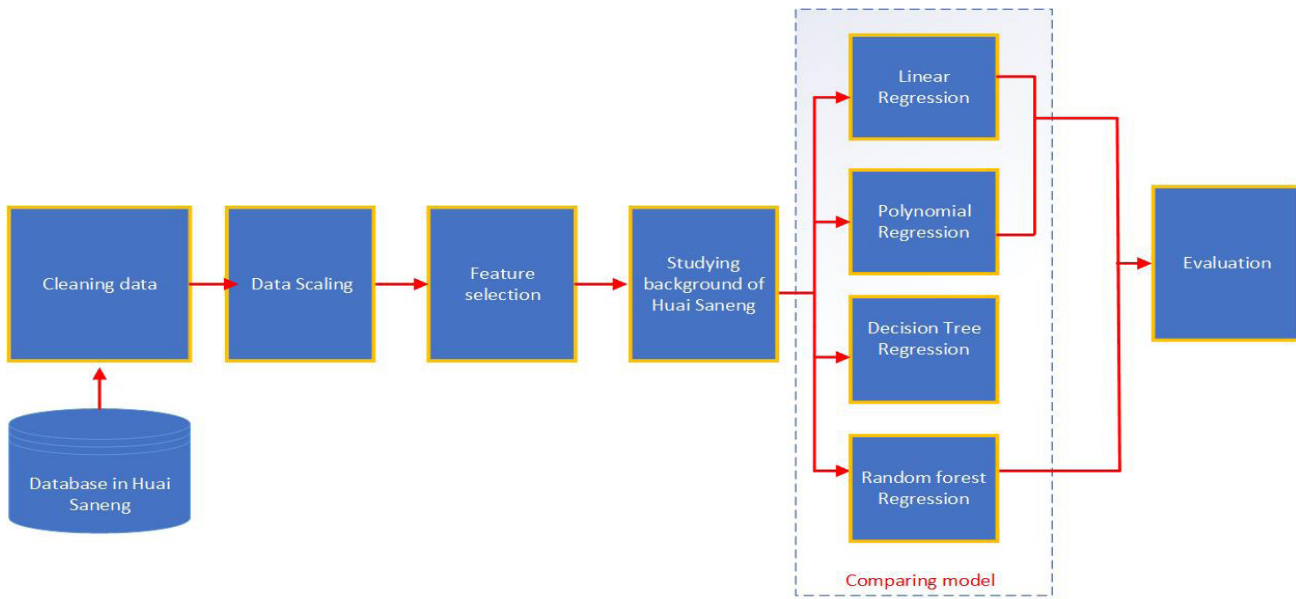 Cleaning data
Database in Huai
Saneng
Data Scaling
Feature
selection
Studying
background of
Huai Saneng
Linear
Regression
Polynomial
Regression
Decision Tree
Regression
Random forest
Regression
Comparing model
Evaluation